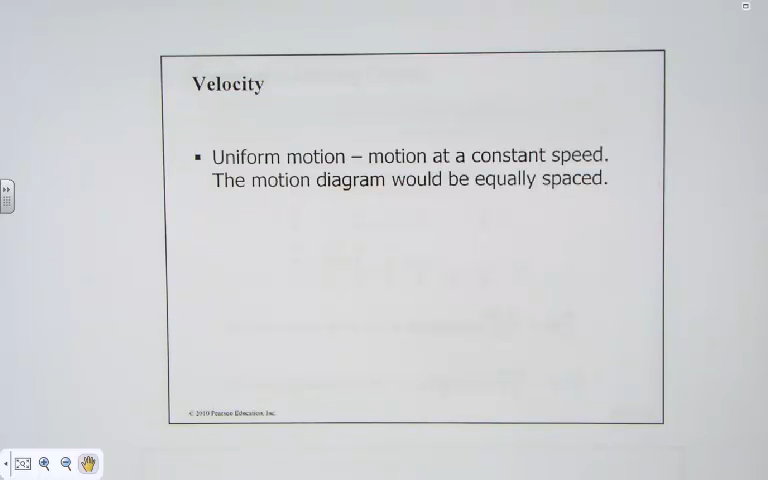 Velocity
▪ Uniform motion – motion at a constant speed.
The motion diagram would be equally spaced.
© 2010 Pearson Education, Inc.